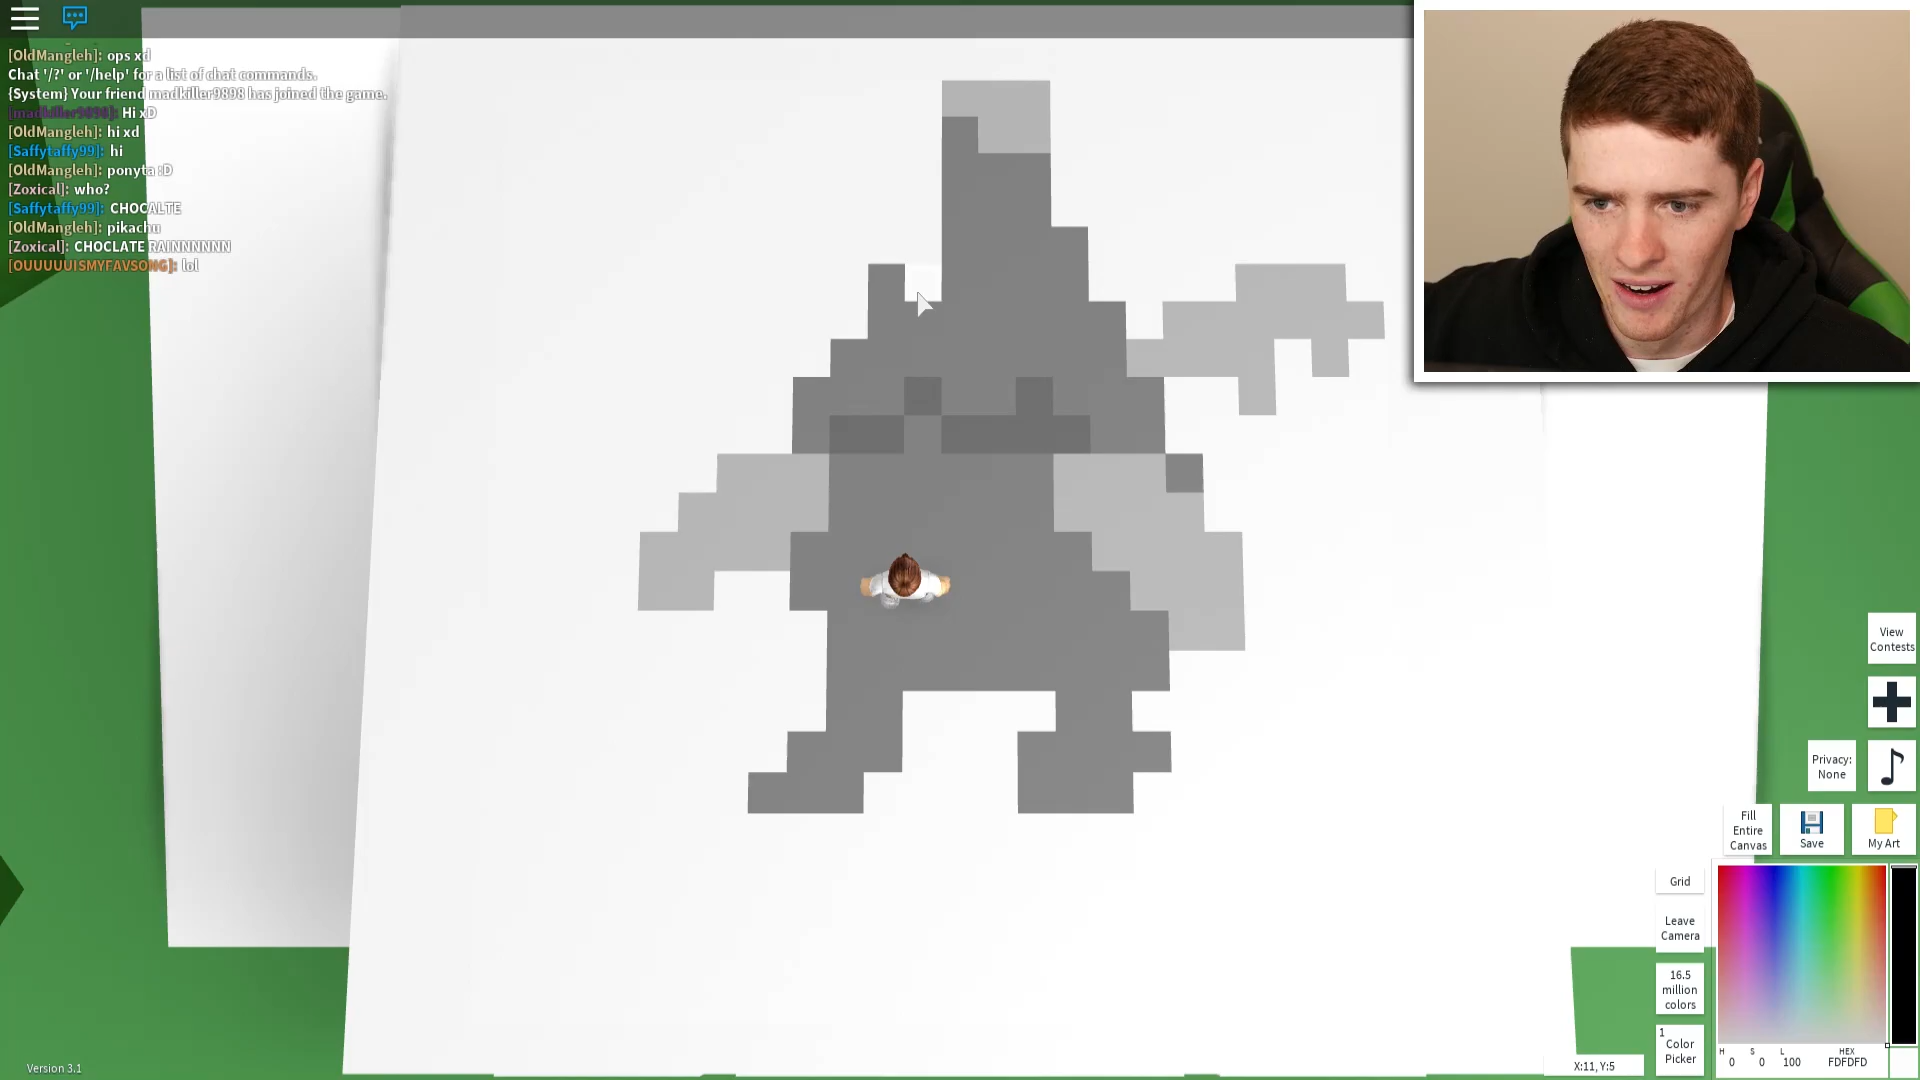 [OldMangleh]: ops xd
Chat '/?' or '/help' for a list of chat commands.
{System} Your friend madkiller9898 has joined the game.
[madkiller9898]: Hi xD
[OldMangleh]: hi xd
[Saffytaffy99]: hi
[OldMangleh]: ponyta :D
[Zoxical]: who?
[Saffytaffy99]: CHOCALTE
[OldMangleh]: pikachu
[Zoxical]: CHOCLATE RAINNNNNN
[OUUUUUISMYFAVSONG]: lol
View
Contests
Privacy:
None
Fill
Entire
Canvas
Save
My Art
Grid
Leave
Camera
16.5
million
colors
1
Color
Picker
H S L HEX
0 0 100 FDFDFD
X:11, Y:5
Version 3.1